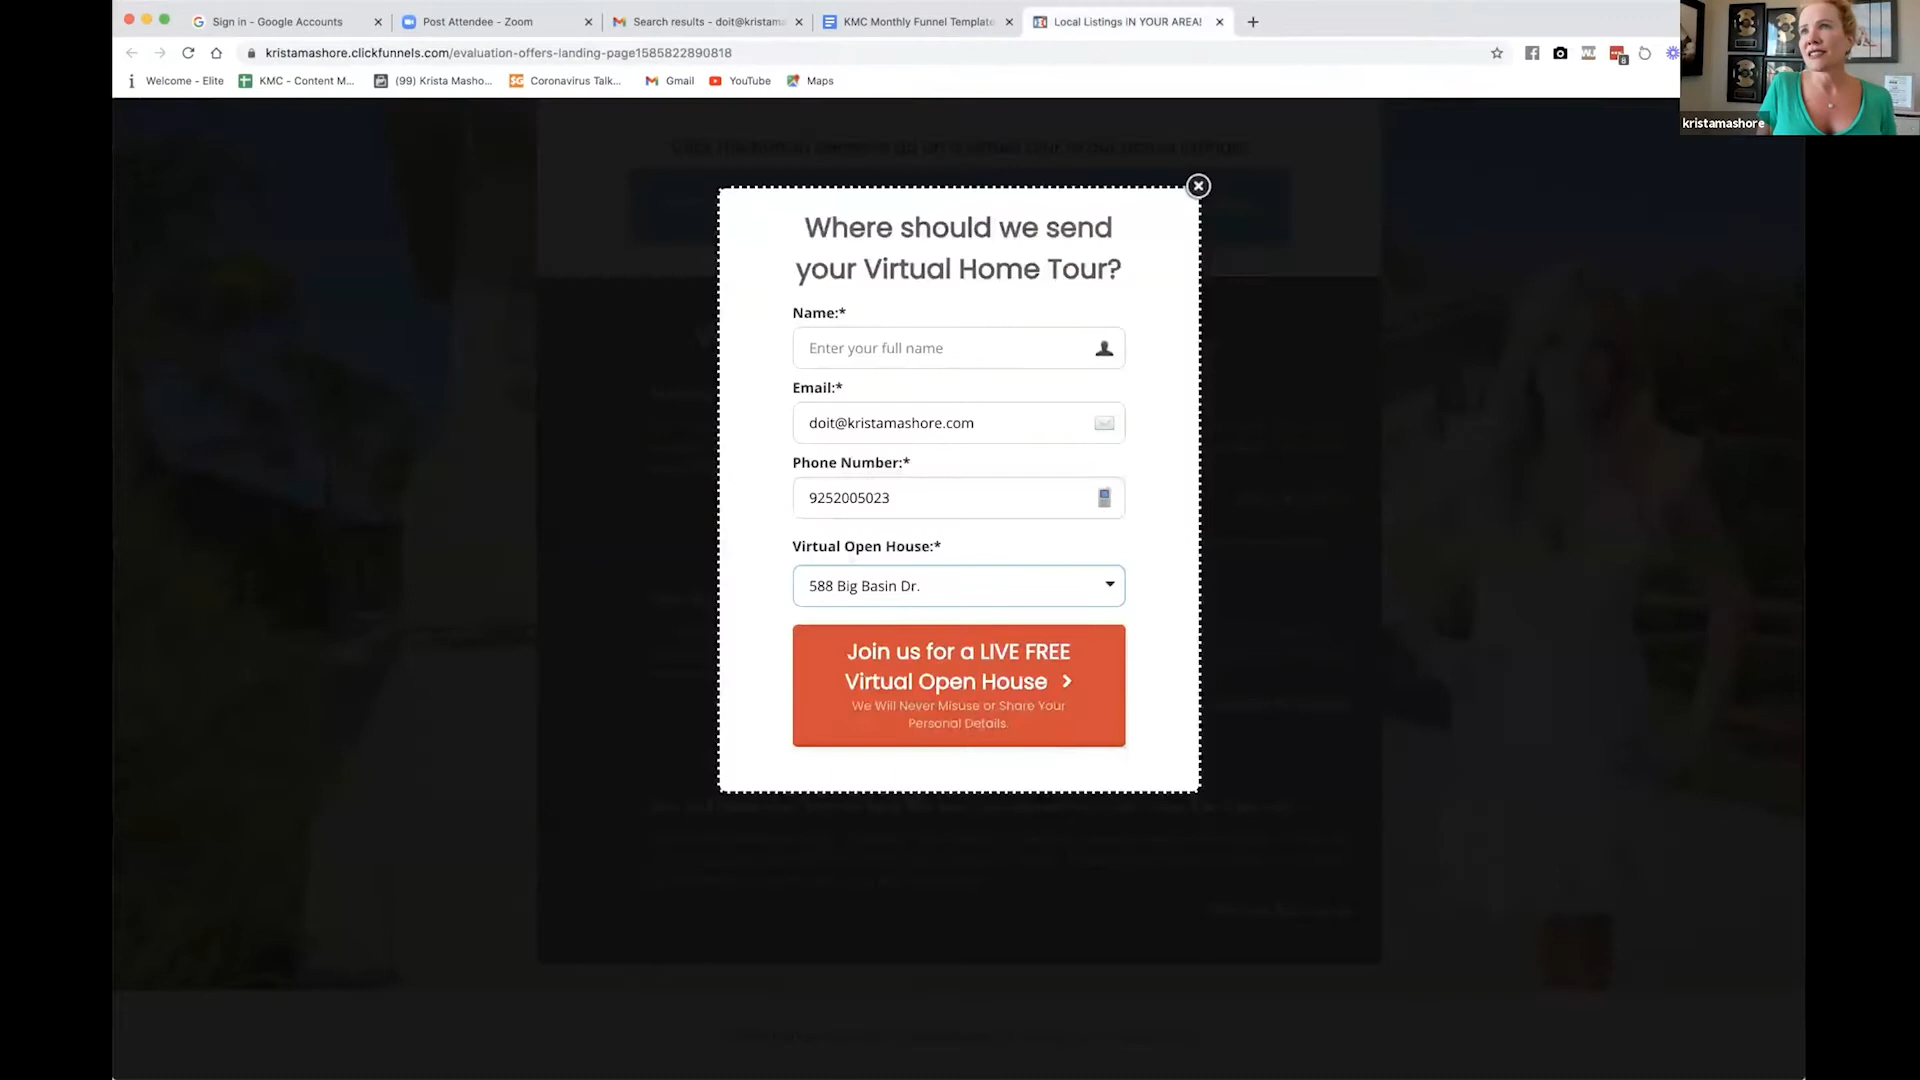 Sign in - Google Accounts
Post Attendee - Zoom
Search results - doit@kristama
KMC Monthly Funnel Template
Local Listings IN YOUR AREA!
kristamashore.clickfunnels.com/evaluation-offers-landing-page1585822890818
Welcome - Elite
KMC - Content M...
(99) Krista Masho...
Coronavirus Talk...
Gmail
YouTube
Maps
kristamashore
Where should we send
your Virtual Home Tour?
Name:*
Enter your full name
Email:*
doit@kristamashore.com
Phone Number:*
9252005023
Virtual Open House:*
588 Big Basin Dr.
Join us for a LIVE FREE
Virtual Open House
We Will Never Misuse or Share Your
Personal Details.